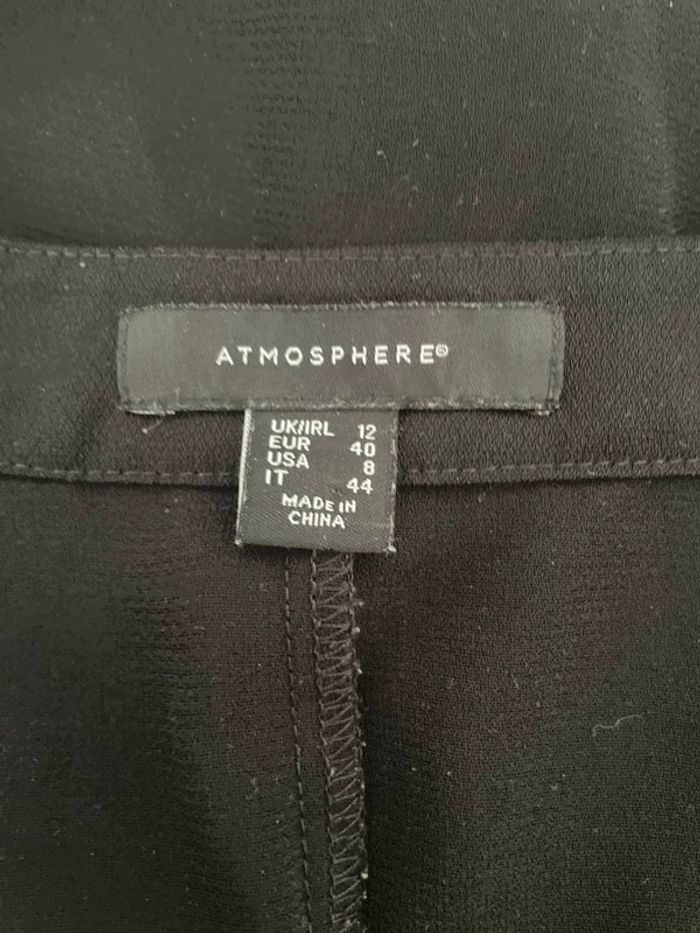 ATMOSPHERE®
UK/IRL 12
EUR 40
USA 8
IT 44
MADE IN
CHINA